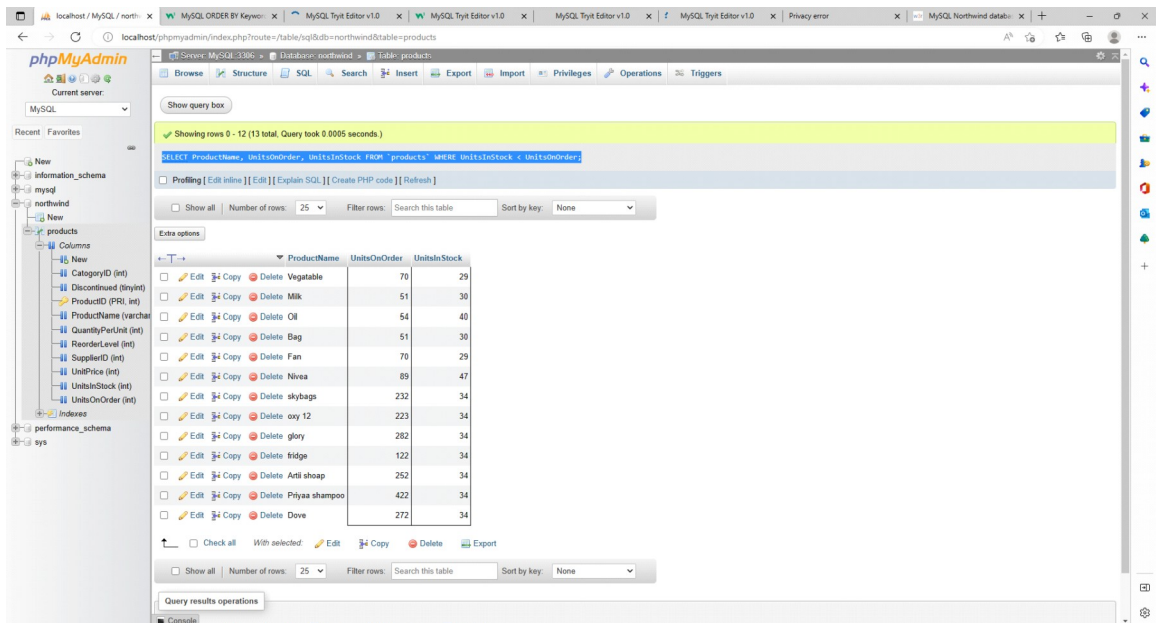 localhost / MySQL / north
MySQL ORDER BY Keywor
MySQL Tryit Editor v1.0
MySQL Tryit Editor v1.0
MySQL Tryit Editor v1.0
MySQL Tryit Editor v1.0
Privacy error
MySQL Northwind databa
localhost/phpmyadmin/index.php?route=/table/sql&db=northwind&table=products
phpMyAdmin
Current server:
MySQL
Recent Favorites
New
information_schema
mysql
northwind
New
products
Columns
New
CatogoryID (int)
Discontinued (tinyint)
ProductID (PRI, int)
ProductName (varchar
QuantityPerUnit (int)
ReorderLevel (int)
SupplierID (int)
UnitPrice (int)
UnitsInStock (int)
UnitsOnOrder (int)
Indexes
performance_schema
sys
Server: MySQL:3306 » Database: northwind » Table: products
Browse Structure SQL Search Insert Export Import Privileges Operations Triggers
Show query box
Showing rows 0 - 12 (13 total, Query took 0.0005 seconds.)
SELECT ProductName, UnitsOnOrder, UnitsInStock FROM `products` WHERE UnitsInStock < UnitsOnOrder;
Profiling [ Edit inline ] [ Edit ] [ Explain SQL ] [ Create PHP code ] [ Refresh ]
Show all Number of rows: 25 Filter rows: Search this table Sort by key: None
Extra options
←T→ ProductName UnitsOnOrder UnitsInStock
Edit Copy Delete Vegatable 70 29
Edit Copy Delete Milk 51 30
Edit Copy Delete Oil 54 40
Edit Copy Delete Bag 51 30
Edit Copy Delete Fan 70 29
Edit Copy Delete Nivea 89 47
Edit Copy Delete skybags 232 34
Edit Copy Delete oxy 12 223 34
Edit Copy Delete glory 282 34
Edit Copy Delete fridge 122 34
Edit Copy Delete Artii shoap 252 34
Edit Copy Delete Priyaa shampoo 422 34
Edit Copy Delete Dove 272 34
Check all With selected: Edit Copy Delete Export
Show all Number of rows: 25 Filter rows: Search this table Sort by key: None
Query results operations
Console